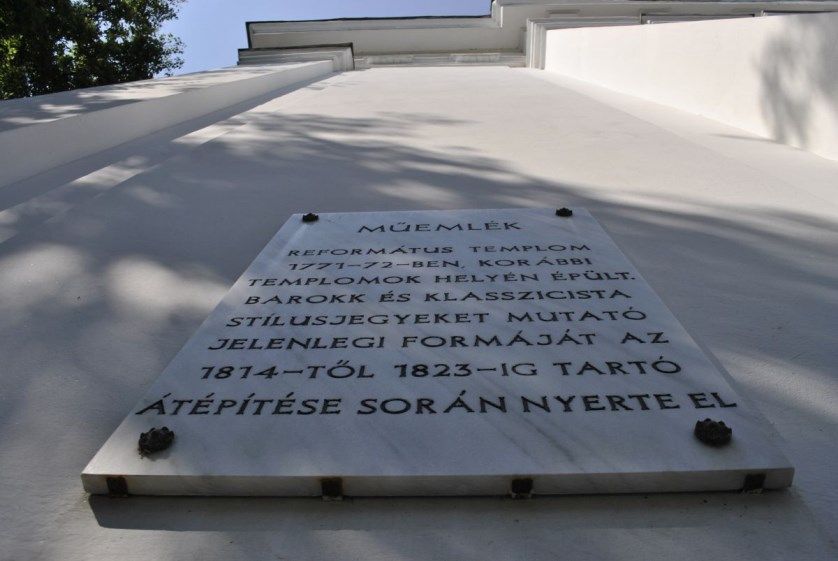 MŰEMLÉK
REFORMÁTUS TEMPLOM
1771-72-BEN, KORÁBBI
TEMPLOMOK HELYÉN ÉPÜLT.
BAROKK ÉS KLASSZICISTA
STÍLUSJEGYEKET MUTATÓ
JELENLEGI FORMÁJÁT AZ
1814-TŐL 1823-IG TARTÓ
ÁTÉPÍTÉSE SORÁN NYERTE EL